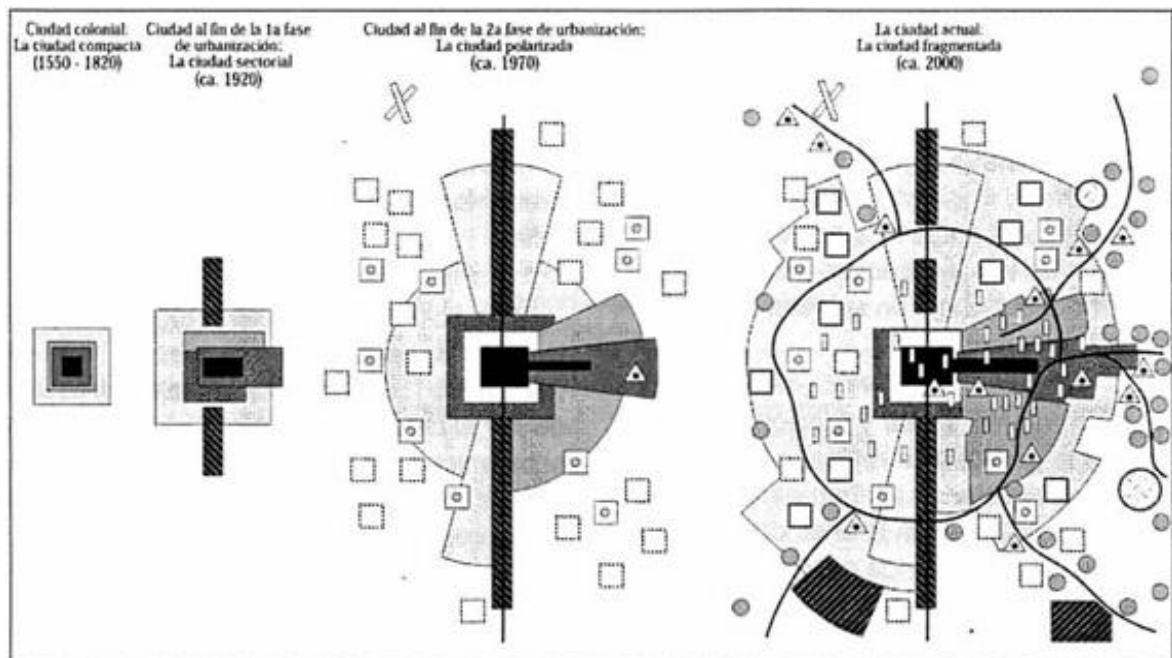 Ciudad colonial:
La ciudad compacta
(1550 - 1820)
Ciudad al fin de la 1a fase
de urbanización:
La ciudad sectorial
(ca. 1920)
Ciudad al fin de la 2a fase de urbanización:
La ciudad polarizada
(ca. 1970)
La ciudad actual:
La ciudad fragmentada
(ca. 2000)